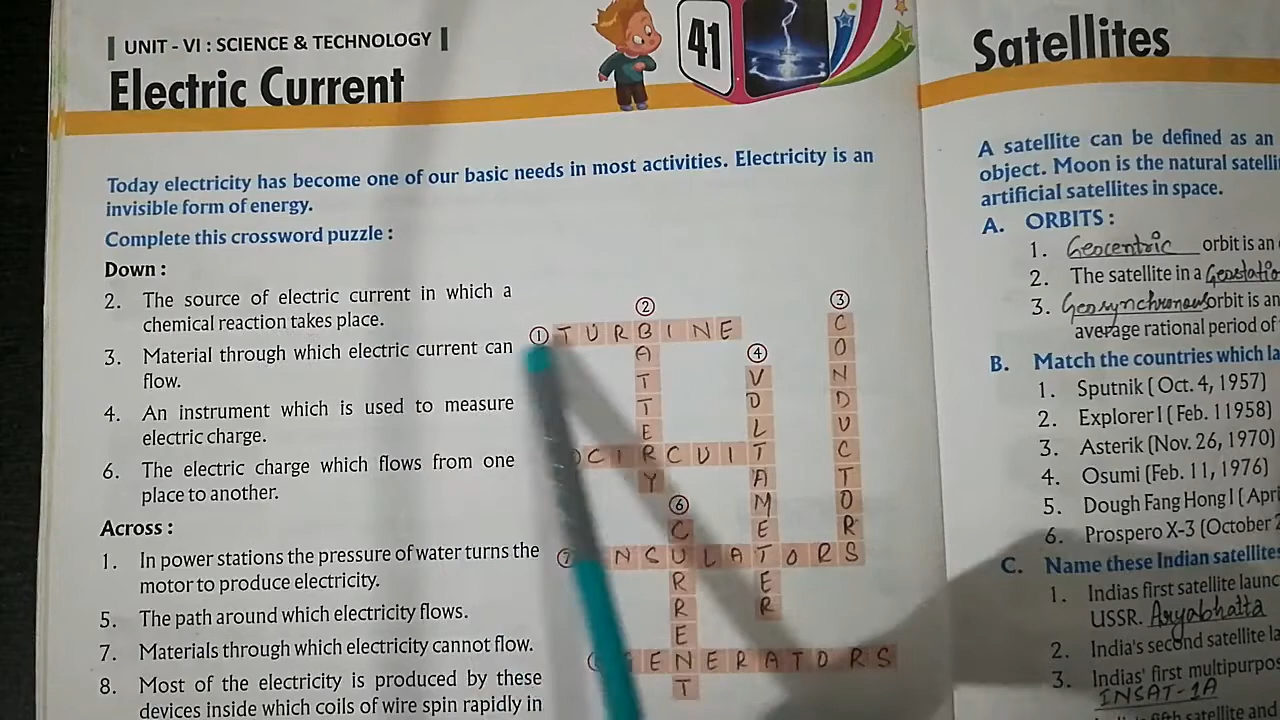 UNIT - VI : SCIENCE & TECHNOLOGY
Electric Current
41
Today electricity has become one of our basic needs in most activities. Electricity is an
invisible form of energy.
Complete this crossword puzzle :
Down :
2. The source of electric current in which a
chemical reaction takes place.
3. Material through which electric current can
flow.
4. An instrument which is used to measure
electric charge.
6. The electric charge which flows from one
place to another.
Across :
1. In power stations the pressure of water turns the
motor to produce electricity.
5. The path around which electricity flows.
7. Materials through which electricity cannot flow.
8. Most of the electricity is produced by these
devices inside which coils of wire spin rapidly in
1 TURBINE
2 BATTERY
3 CONDUCTORS
4 VOLTAMETER
CIRCUIT
6 CURRENT
7 NSULATORS
ENERATORS
Satellites
A satellite can be defined as an
object. Moon is the natural
artificial satellites in space.
A. ORBITS :
1. Geocentric orbit is an
2. The satellite in a
3. Geosynchronous orbit is an
average rational period of
B. Match the countries which
1. Sputnik ( Oct. 4, 1957)
2. Explorer I ( Feb. 11958)
3. Asterik (Nov. 26, 1970)
4. Osumi (Feb. 11, 1976)
5. Dough Fang Hong I (
6. Prospero X-3 (October
C. Name these Indian
1. Indias first satellite
USSR. Aryabhatta
2. India's second satellite
3. Indias' first
INSAT-1A
satellite and